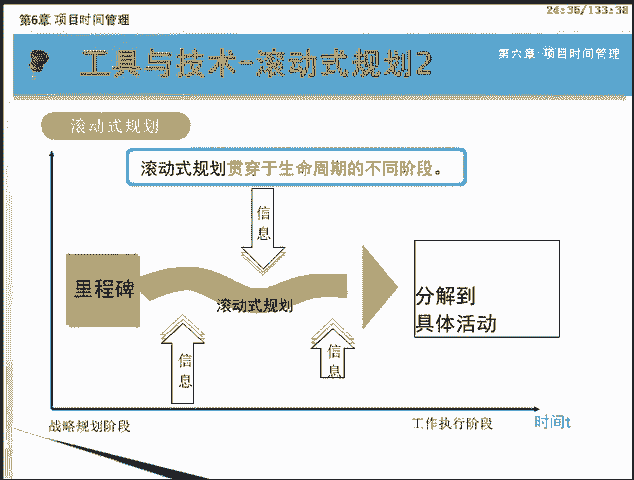 第6章 项目时间管理
24:35/133:38
工具与技术-滚动式规划2
第六章 项目时间管理
滚动式规划
滚动式规划贯穿于生命周期的不同阶段。
信息
里程碑
滚动式规划
分解到
具体活动
信息
信息
战略规划阶段
工作执行阶段
时间t